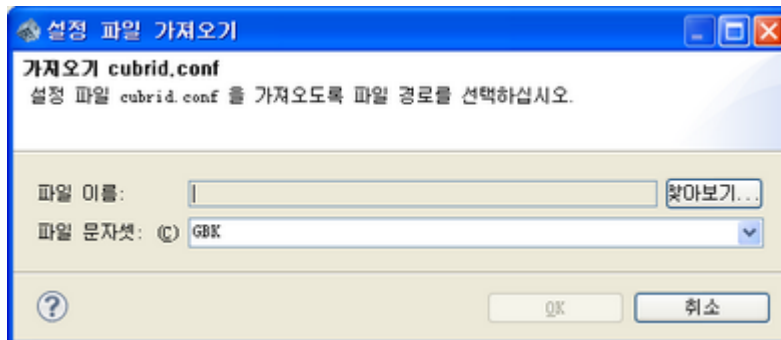 설정 파일 가져오기
가져오기 cubrid.conf
설정 파일 cubrid.conf 을 가져오도록 파일 경로를 선택하십시오.
파일 이름: 찾아보기...
파일 문자셋: (C) GBK
OK 취소